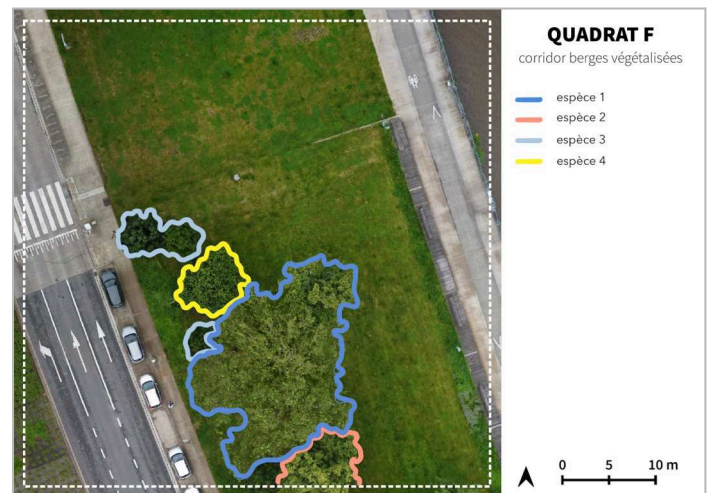 QUADRAT F
corridor berges végétalisées
espèce 1
espèce 2
espèce 3
espèce 4
0 5 10 m